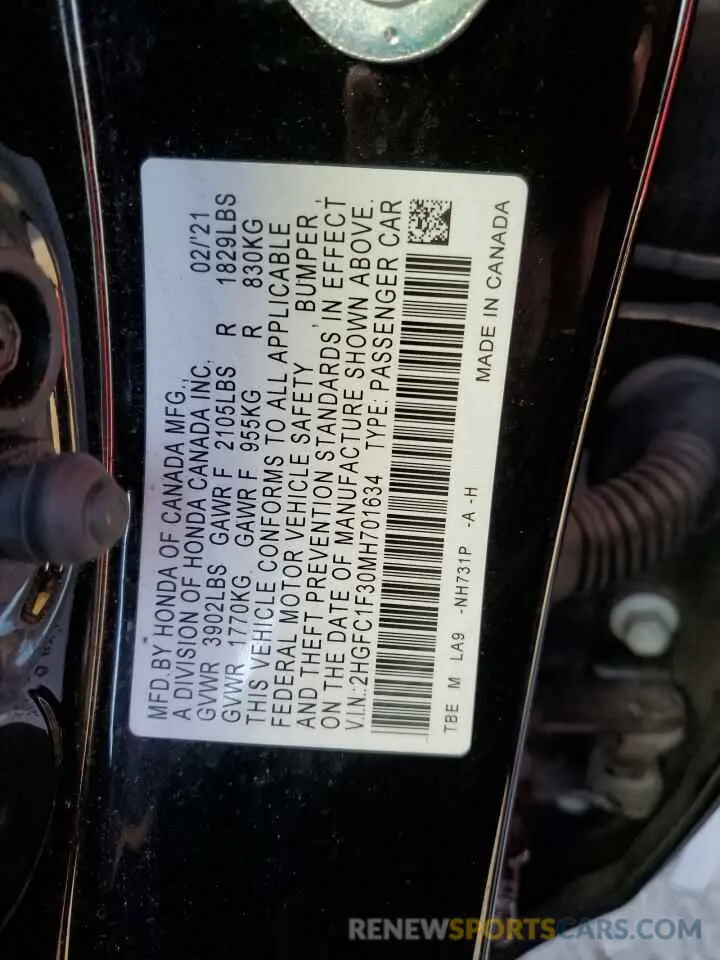 MFD.BY HONDA OF CANADA MFG., 02/'21
A DIVISION OF HONDA CANADA INC.
GVWR 3902LBS GAWR F 2105LBS R 1829LBS
GVWR 1770KG GAWR F 955KG R 830KG
THIS VEHICLE CONFORMS TO ALL APPLICABLE
FEDERAL MOTOR VEHICLE SAFETY, BUMPER,
AND THEFT PREVENTION STANDARDS, IN EFFECT
ON THE DATE OF MANUFACTURE SHOWN ABOVE.
V.I.N.:2HGFC1F30MH701634 TYPE: PASSENGER CAR
TBE M LA9 -NH731P -A -H
MADE IN CANADA
RENEWSPORTSCARS.COM